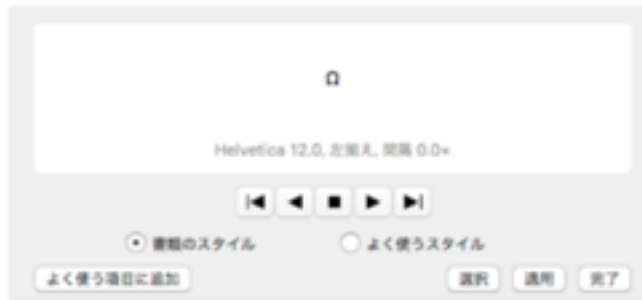 Ω
Helvetica 12.0, 左揃え, 間隔 0.0×
書類のスタイル
よく使うスタイル
よく使う項目に追加
選択
適用
完了